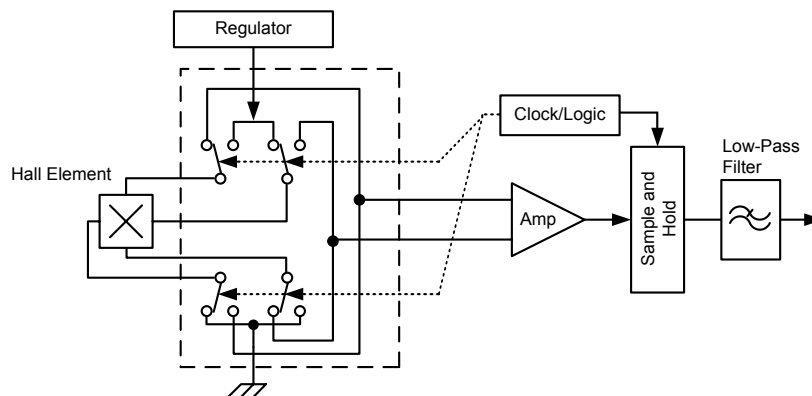 Regulator
Clock/Logic
Low-Pass
Filter
Hall Element
Amp
Sample and
Hold